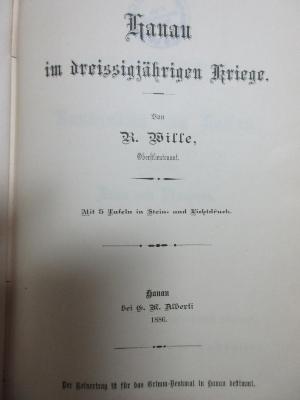 Hanau
im dreissigjährigen Kriege.
Von
R. Wille,
Oberstlieutenant.
Mit 5 Tafeln in Stein- und Lichtdruck.
Hanau
bei G. M. Alberti
1886.
Der Reinertrag ist für das Grimm-Denkmal in Hanau bestimmt.